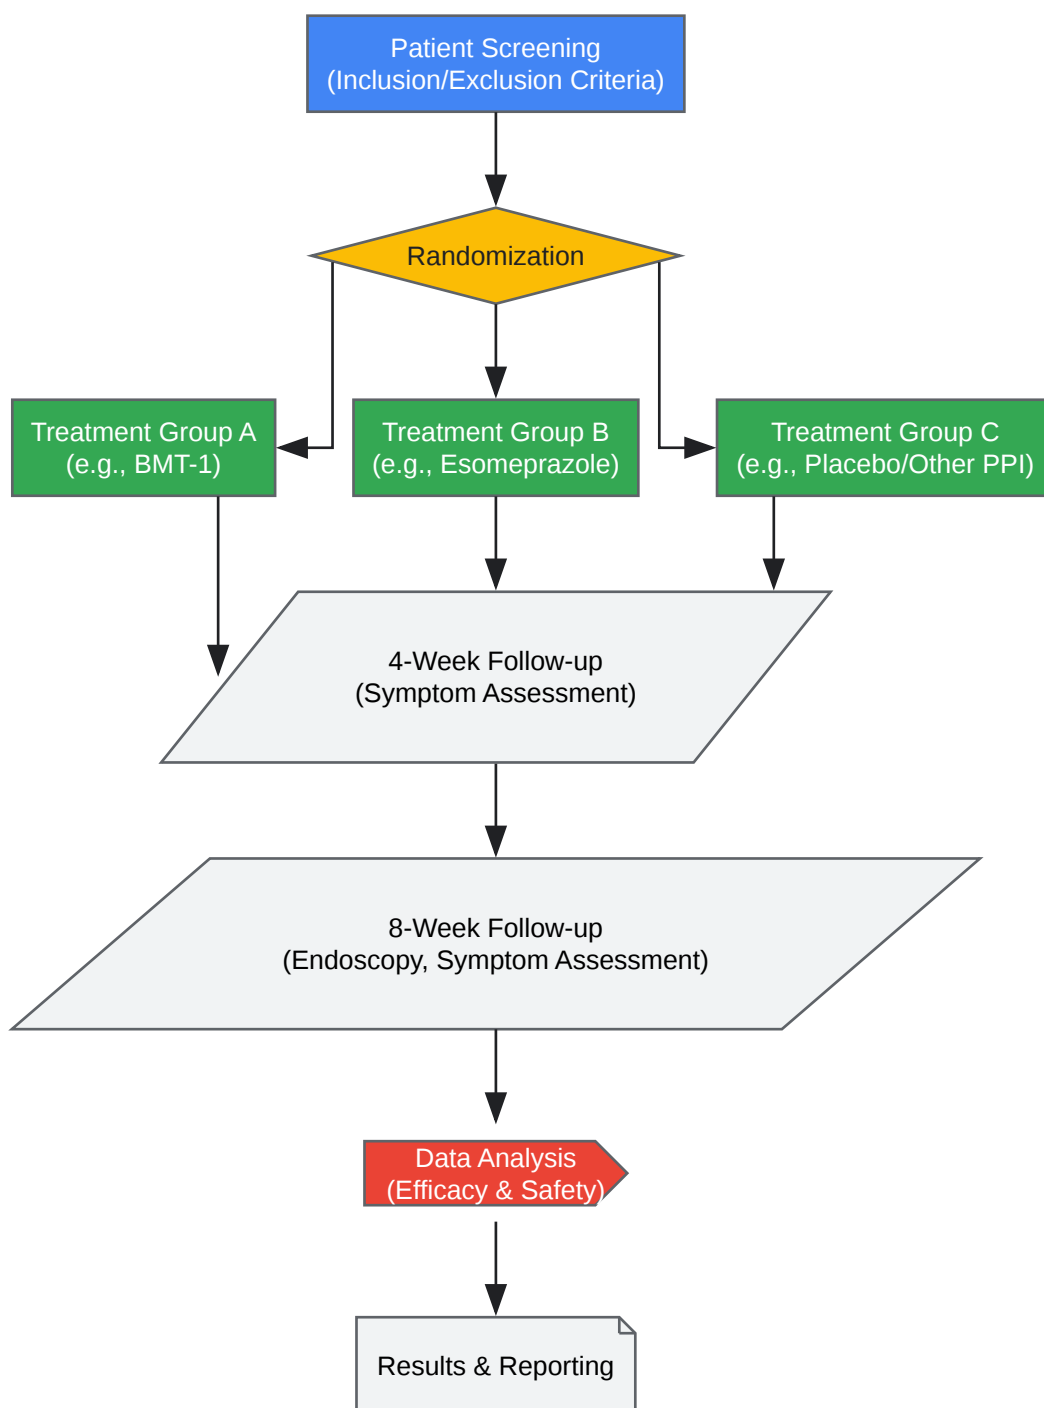 Patient Screening
(Inclusion/Exclusion Criteria)
Randomization
Treatment Group A
(e.g., BMT-1)
Treatment Group B
(e.g., Esomeprazole)
Treatment Group C
(e.g., Placebo/Other PPI)
4-Week Follow-up
(Symptom Assessment)
8-Week Follow-up
(Endoscopy, Symptom Assessment)
Data Analysis
(Efficacy & Safety)
Results & Reporting